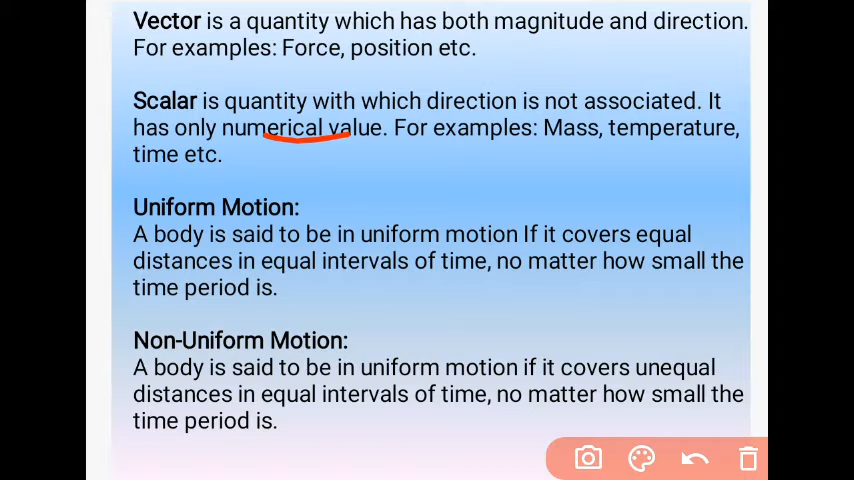 Vector is a quantity which has both magnitude and direction.
For examples: Force, position etc.
Scalar is quantity with which direction is not associated. It
has only numerical value. For examples: Mass, temperature,
time etc.
Uniform Motion:
A body is said to be in uniform motion If it covers equal
distances in equal intervals of time, no matter how small the
time period is.
Non-Uniform Motion:
A body is said to be in uniform motion if it covers unequal
distances in equal intervals of time, no matter how small the
time period is.